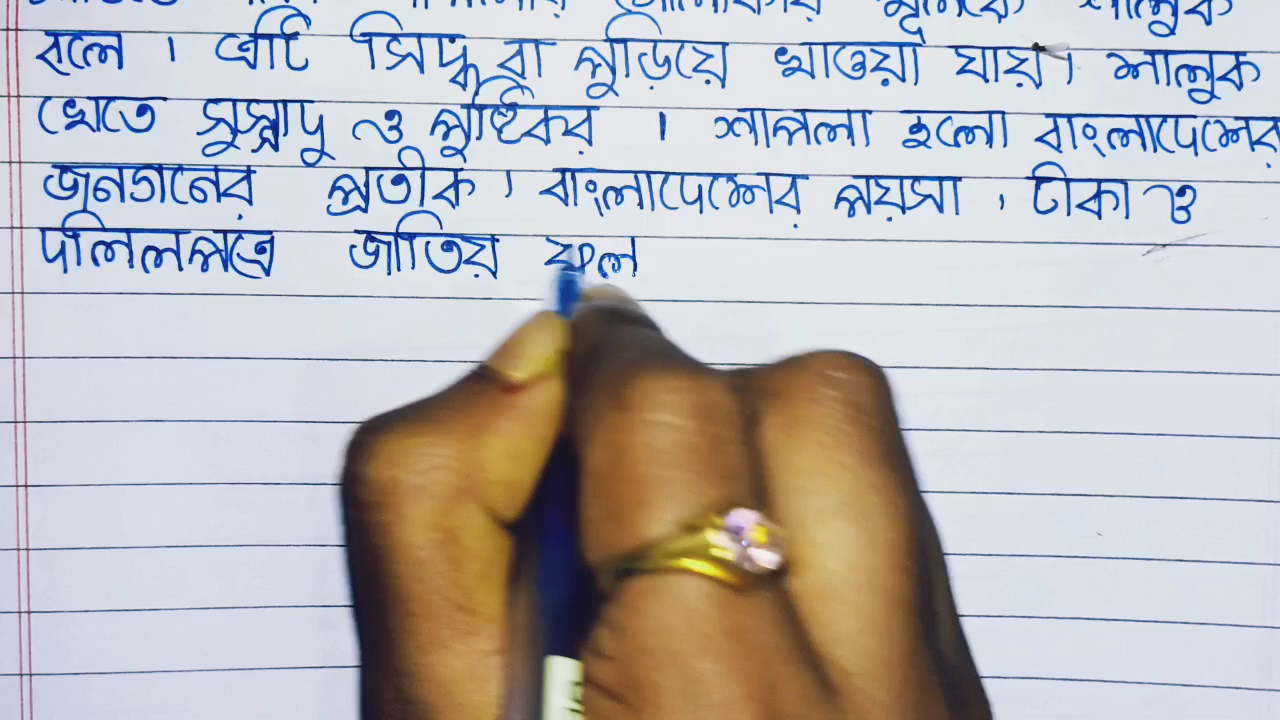 শালুক
বলে । এটি সিদ্ধ বা পুড়িয়ে খাওয়া যায় । শালুক
খেতে সুস্বাদু ও পুষ্টিকর । শাপলা হলো বাংলাদেশের
জনগনের প্রতীক । বাংলাদেশের পয়সা , টাকা ও
দলিলপত্রে জাতিয় ফুল